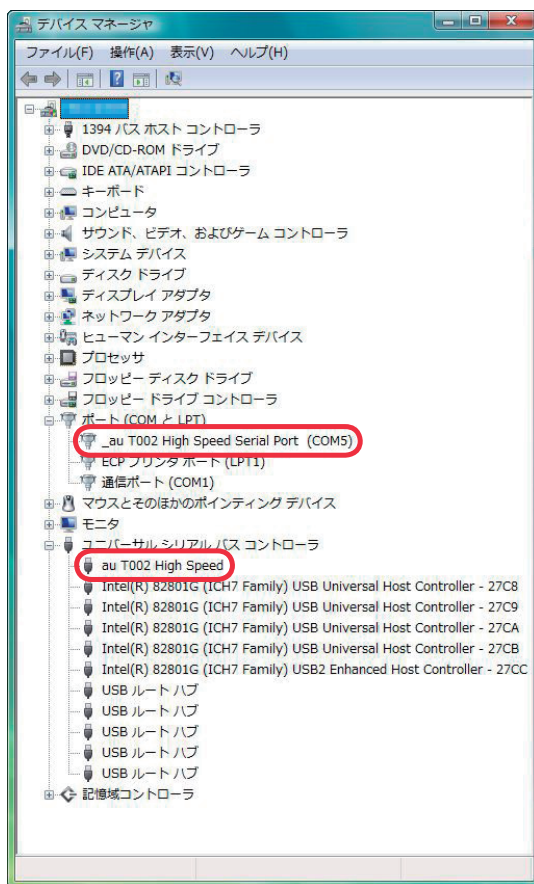 デバイス マネージャ
ファイル(F) 操作(A) 表示(V) ヘルプ(H)
1394 バス ホスト コントローラ
DVD/CD-ROM ドライブ
IDE ATA/ATAPI コントローラ
キーボード
コンピュータ
サウンド、ビデオ、およびゲーム コントローラ
システム デバイス
ディスク ドライブ
ディスプレイ アダプタ
ネットワーク アダプタ
ヒューマン インターフェイス デバイス
プロセッサ
フロッピー ディスク ドライブ
フロッピー ドライブ コントローラ
ポート (COM と LPT)
_au T002 High Speed Serial Port (COM5)
ECP プリンタ ポート (LPT1)
通信ポート (COM1)
マウスとそのほかのポインティング デバイス
モニタ
ユニバーサル シリアル バス コントローラ
au T002 High Speed
Intel(R) 82801G (ICH7 Family) USB Universal Host Controller - 27C8
Intel(R) 82801G (ICH7 Family) USB Universal Host Controller - 27C9
Intel(R) 82801G (ICH7 Family) USB Universal Host Controller - 27CA
Intel(R) 82801G (ICH7 Family) USB Universal Host Controller - 27CB
Intel(R) 82801G (ICH7 Family) USB2 Enhanced Host Controller - 27CC
USB ルート ハブ
USB ルート ハブ
USB ルート ハブ
USB ルート ハブ
USB ルート ハブ
記憶域コントローラ